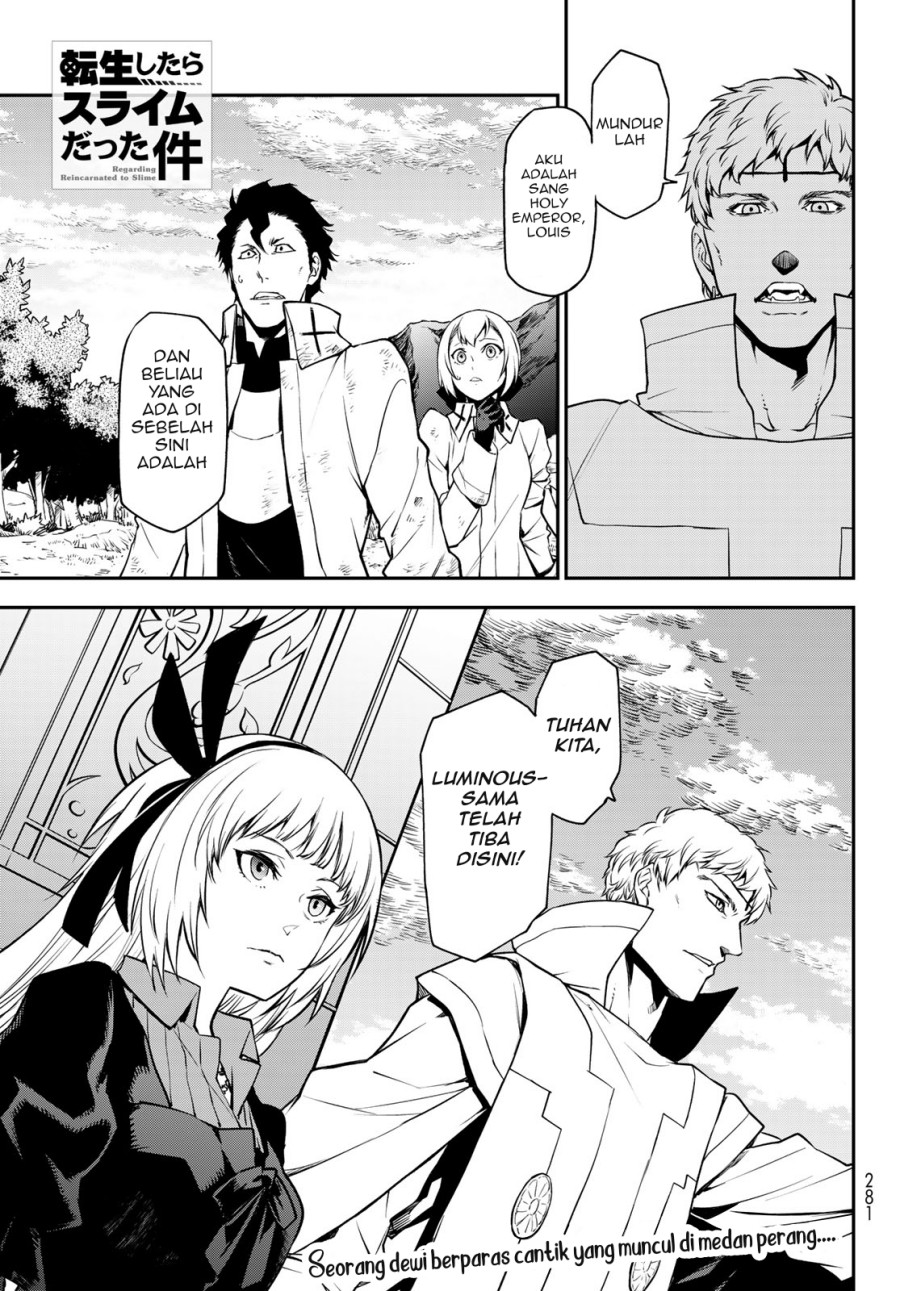 転生したら
スライム
だった件
Regarding
Reincarnated to Slime
MUNDUR
LAH
AKU
ADALAH
SANG
HOLY
EMPEROR,
LOUIS
DAN
BELIAU
YANG
ADA DI
SEBELAH
SINI
ADALAH
TUHAN
KITA,
LUMINOUS-
SAMA
TELAH
TIBA
DISINI!
Seorang dewi berparas cantik yang muncul di medan perang....
281